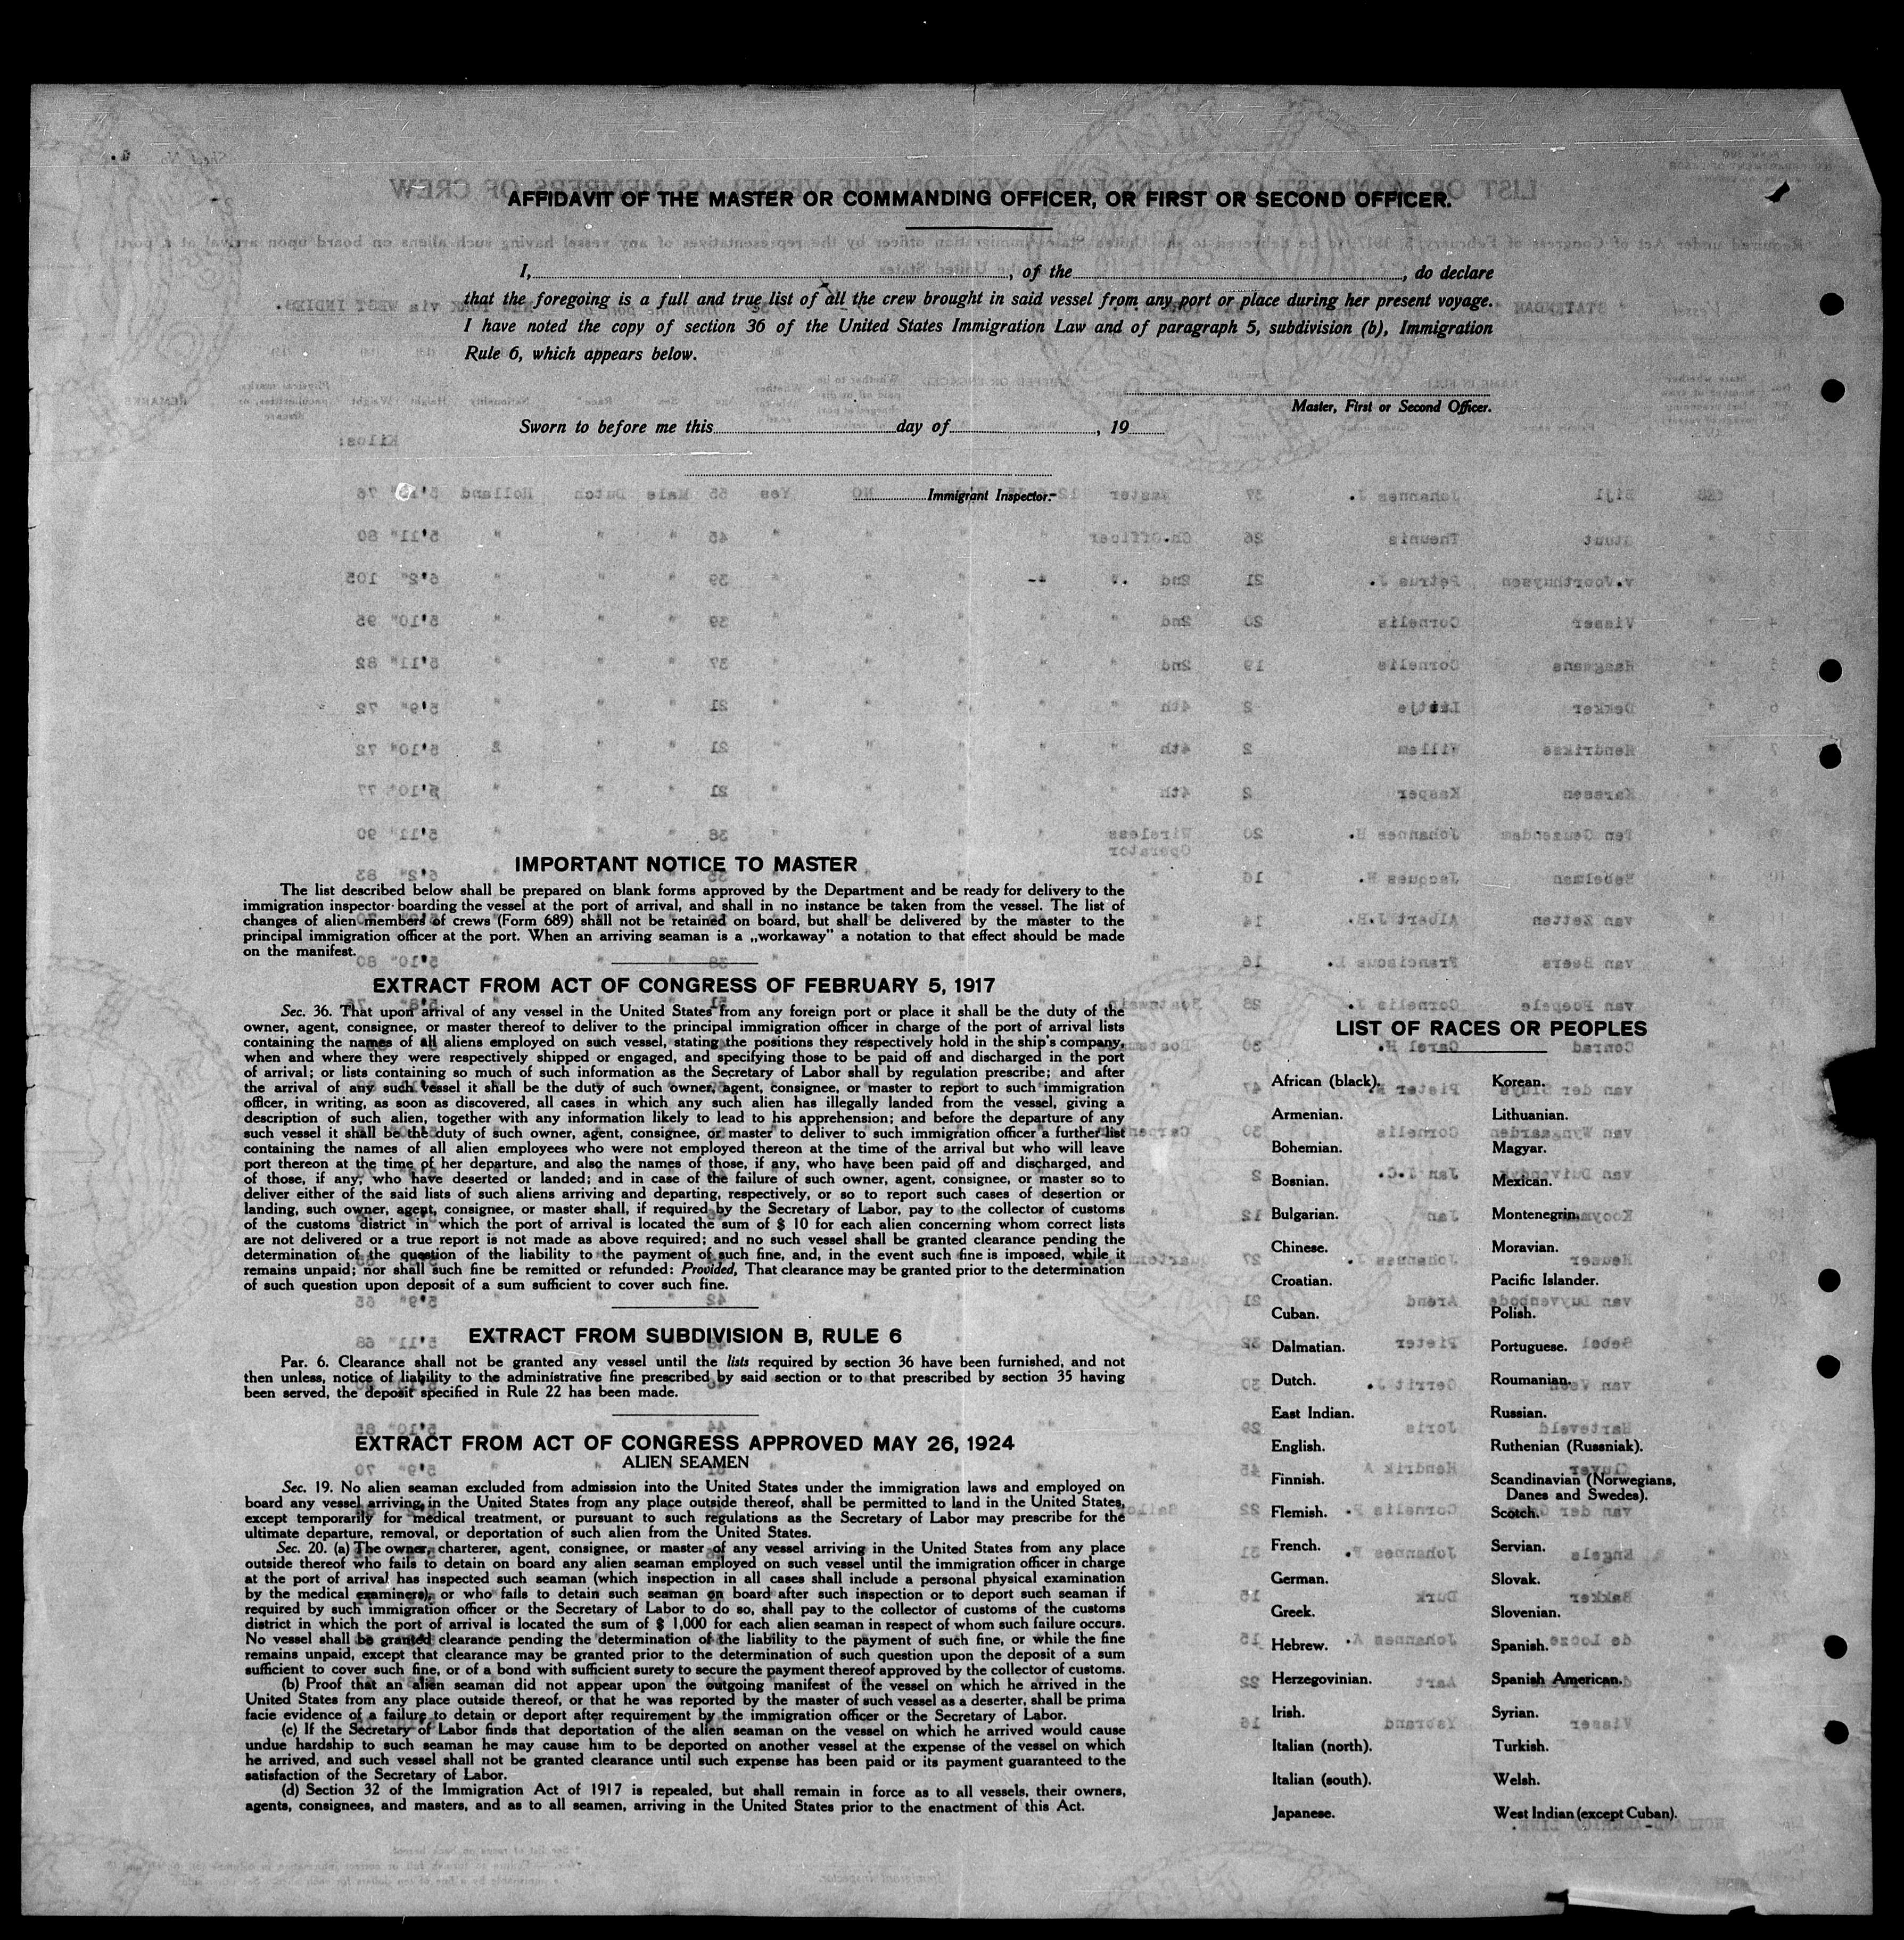 AFFIDAVIT OF THE MASTER OR COMMANDING OFFICER, OR FIRST OR SECOND OFFICER.
I, , of the , do declare
that the foregoing is a full and true list of all the crew brought in said vessel from any port or place during her present voyage.
I have noted the copy of section 36 of the United States Immigration Law and of paragraph 5, subdivision (b), Immigration
Rule 6, which appears below.
Master, First or Second Officer.
Sworn to before me this day of , 19
Immigrant Inspector.
IMPORTANT NOTICE TO MASTER
The list described below shall be prepared on blank forms approved by the Department and be ready for delivery to the
immigration inspector boarding the vessel at the port of arrival, and shall in no instance be taken from the vessel. The list of
changes of alien members of crews (Form 689) shall not be retained on board, but shall be delivered by the master to the
principal immigration officer at the port. When an arriving seaman is a „workaway” a notation to that effect should be made
on the manifest.
EXTRACT FROM ACT OF CONGRESS OF FEBRUARY 5, 1917
Sec. 36. That upon arrival of any vessel in the United States from any foreign port or place it shall be the duty of the
owner, agent, consignee, or master thereof to deliver to the principal immigration officer in charge of the port of arrival lists
containing the names of all aliens employed on such vessel, stating the positions they respectively hold in the ship's company,
when and where they were respectively shipped or engaged, and specifying those to be paid off and discharged in the port
of arrival; or lists containing so much of such information as the Secretary of Labor shall by regulation prescribe; and after
the arrival of any such vessel it shall be the duty of such owner, agent, consignee, or master to report to such immigration
officer, in writing, as soon as discovered, all cases in which any such alien has illegally landed from the vessel, giving a
description of such alien, together with any information likely to lead to his apprehension; and before the departure of any
such vessel it shall be the duty of such owner, agent, consignee, or master to deliver to such immigration officer a further list
containing the names of all alien employees who were not employed thereon at the time of the arrival but who will leave
port thereon at the time of her departure, and also the names of those, if any, who have been paid off and discharged, and
of those, if any, who have deserted or landed; and in case of the failure of such owner, agent, consignee, or master so to
deliver either of the said lists of such aliens arriving and departing, respectively, or so to report such cases of desertion or
landing, such owner, agent, consignee, or master shall, if required by the Secretary of Labor, pay to the collector of customs
of the customs district in which the port of arrival is located the sum of $ 10 for each alien concerning whom correct lists
are not delivered or a true report is not made as above required; and no such vessel shall be granted clearance pending the
determination of the question of the liability to the payment of such fine, and, in the event such fine is imposed, while it
remains unpaid; nor shall such fine be remitted or refunded: Provided, That clearance may be granted prior to the determination
of such question upon deposit of a sum sufficient to cover such fine.
EXTRACT FROM SUBDIVISION B, RULE 6
Par. 6. Clearance shall not be granted any vessel until the lists required by section 36 have been furnished, and not
then unless, notice of liability to the administrative fine prescribed by said section or to that prescribed by section 35 having
been served, the deposit specified in Rule 22 has been made.
EXTRACT FROM ACT OF CONGRESS APPROVED MAY 26, 1924
ALIEN SEAMEN
Sec. 19. No alien seaman excluded from admission into the United States under the immigration laws and employed on
board any vessel arriving in the United States from any place outside thereof, shall be permitted to land in the United States,
except temporarily for medical treatment, or pursuant to such regulations as the Secretary of Labor may prescribe for the
ultimate departure, removal, or deportation of such alien from the United States.
Sec. 20. (a) The owner, charterer, agent, consignee, or master of any vessel arriving in the United States from any place
outside thereof who fails to detain on board any alien seaman employed on such vessel until the immigration officer in charge
at the port of arrival has inspected such seaman (which inspection in all cases shall include a personal physical examination
by the medical examiners), or who fails to detain such seaman on board after such inspection or to deport such seaman if
required by such immigration officer or the Secretary of Labor to do so, shall pay to the collector of customs of the customs
district in which the port of arrival is located the sum of $ 1,000 for each alien seaman in respect of whom such failure occurs.
No vessel shall be granted clearance pending the determination of the liability to the payment of such fine, or while the fine
remains unpaid, except that clearance may be granted prior to the determination of such question upon the deposit of a sum
sufficient to cover such fine, or of a bond with sufficient surety to secure the payment thereof approved by the collector of customs.
(b) Proof that an alien seaman did not appear upon the outgoing manifest of the vessel on which he arrived in the
United States from any place outside thereof, or that he was reported by the master of such vessel as a deserter, shall be prima
facie evidence of a failure to detain or deport after requirement by the immigration officer or the Secretary of Labor.
(c) If the Secretary of Labor finds that deportation of the alien seaman on the vessel on which he arrived would cause
undue hardship to such seaman he may cause him to be deported on another vessel at the expense of the vessel on which
he arrived, and such vessel shall not be granted clearance until such expense has been paid or its payment guaranteed to the
satisfaction of the Secretary of Labor.
(d) Section 32 of the Immigration Act of 1917 is repealed, but shall remain in force as to all vessels, their owners,
agents, consignees, and masters, and as to all seamen, arriving in the United States prior to the enactment of this Act.
LIST OF RACES OR PEOPLES
African (black).
Armenian.
Bohemian.
Bosnian.
Bulgarian.
Chinese.
Croatian.
Cuban.
Dalmatian.
Dutch.
East Indian.
English.
Finnish.
Flemish.
French.
German.
Greek.
Hebrew.
Herzegovinian.
Irish.
Italian (north).
Italian (south).
Japanese.
Korean.
Lithuanian.
Magyar.
Mexican.
Montenegrin.
Moravian.
Pacific Islander.
Polish.
Portuguese.
Roumanian.
Russian.
Ruthenian (Russniak).
Scandinavian (Norwegians,
Danes and Swedes).
Scotch.
Servian.
Slovak.
Slovenian.
Spanish.
Spanish American.
Syrian.
Turkish.
Welsh.
West Indian (except Cuban).